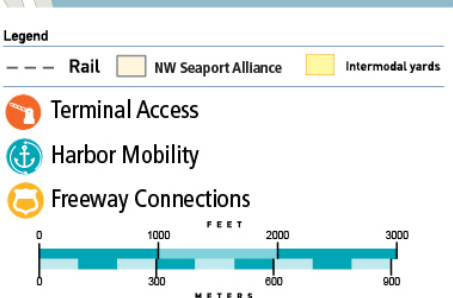 Legend
Rail NW Seaport Alliance Intermodal yards
Terminal Access
Harbor Mobility
Freeway Connections
FEET
0 1000 2000 3000
0 300 600 900
METERS